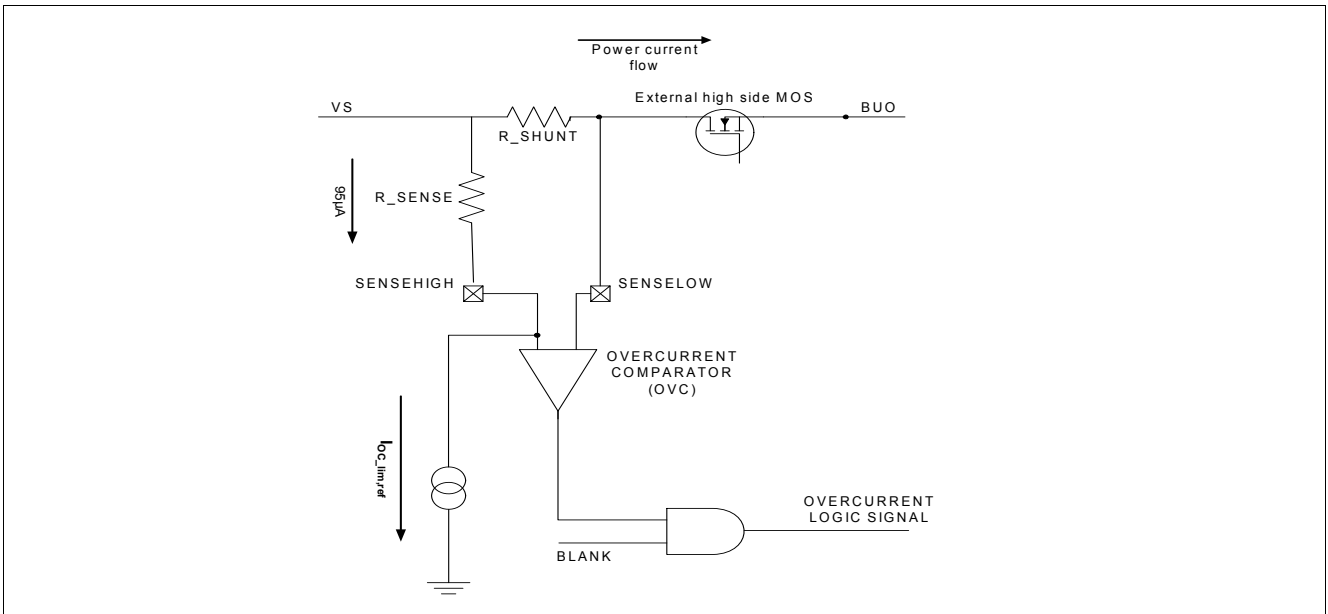 Power current
flow
External high side MOS
VS
BUO
R_SHUNT
95µA
R_SENSE
SENSEHIGH
SENSELOW
OVERCURRENT
COMPARATOR
(OVC)
IOC_lim,ref
OVERCURRENT
LOGIC SIGNAL
BLANK